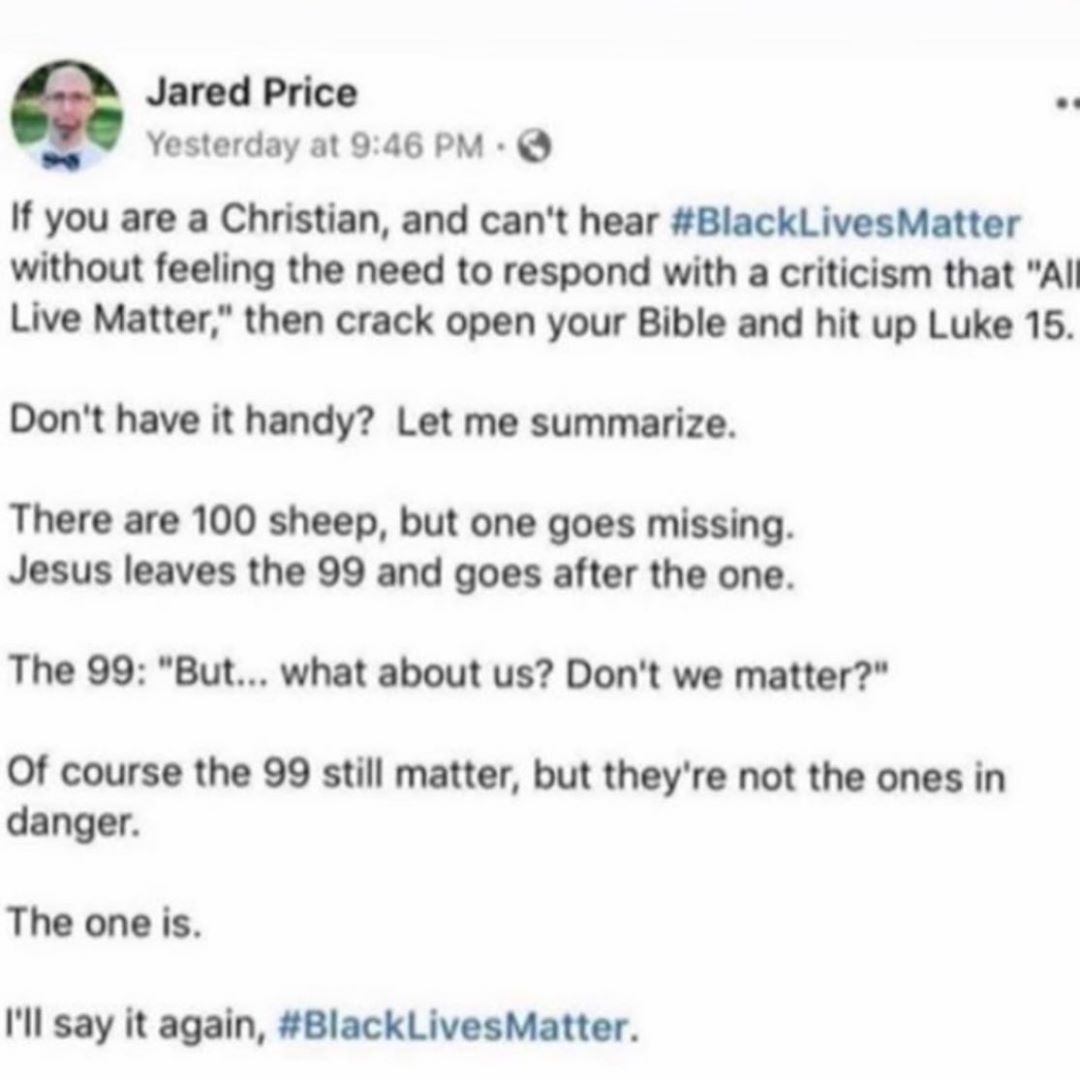 Jared Price
Yesterday at 9:46 PM ·
If you are a Christian, and can't hear #BlackLivesMatter
without feeling the need to respond with a criticism that "All
Live Matter," then crack open your Bible and hit up Luke 15.
Don't have it handy?  Let me summarize.
There are 100 sheep, but one goes missing.
Jesus leaves the 99 and goes after the one.
The 99: "But... what about us? Don't we matter?"
Of course the 99 still matter, but they're not the ones in
danger.
The one is.
I'll say it again, #BlackLivesMatter.